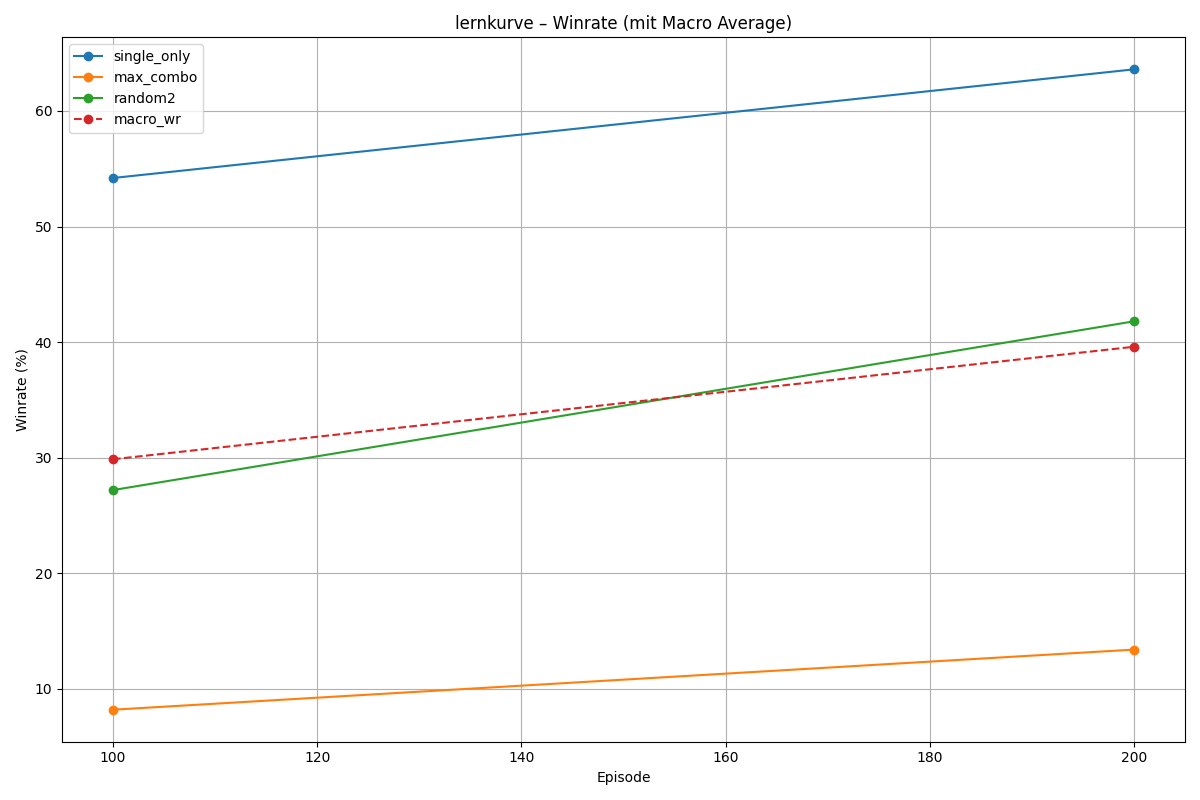 lernkurve – Winrate (mit Macro Average)
single_only
max_combo
random2
macro_wr
Winrate (%)
60
50
40
30
20
10
100 120 140 160 180 200
Episode